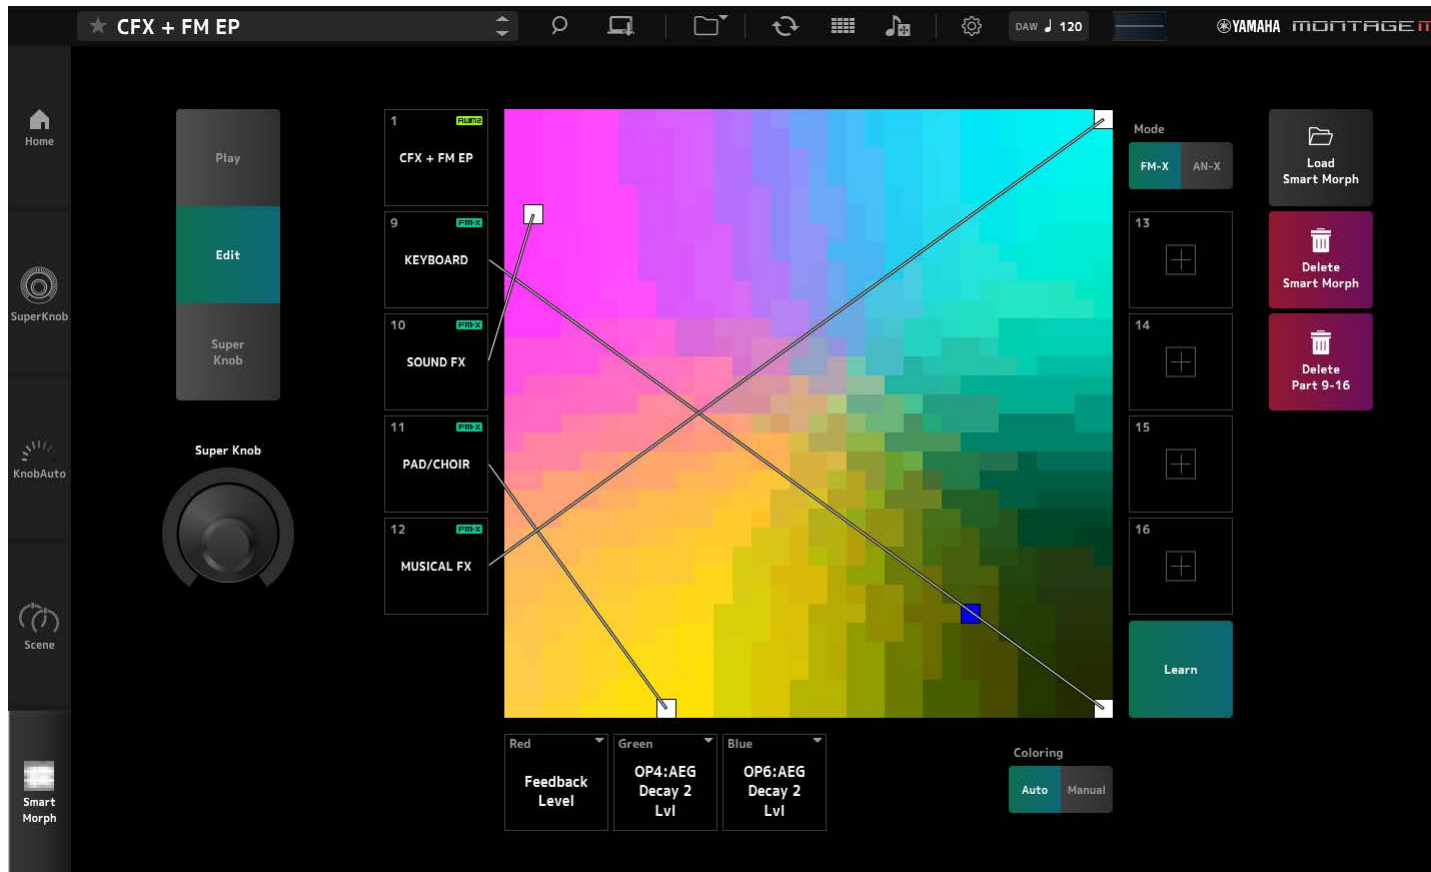 CFX + FM EP
DAW ♩ 120
YAMAHA MONTAGE M
Home
SuperKnob
KnobAuto
Scene
Smart
Morph
Play
Edit
Super
Knob
Super Knob
1 AWM2
CFX + FM EP
9 FM-X
KEYBOARD
10 FM-X
SOUND FX
11 FM-X
PAD/CHOIR
12 FM-X
MUSICAL FX
Mode
FM-X AN-X
13
14
15
16
Learn
Load
Smart Morph
Delete
Smart Morph
Delete
Part 9-16
Red
Feedback
Level
Green
OP4:AEG
Decay 2
Lvl
Blue
OP6:AEG
Decay 2
Lvl
Coloring
Auto Manual